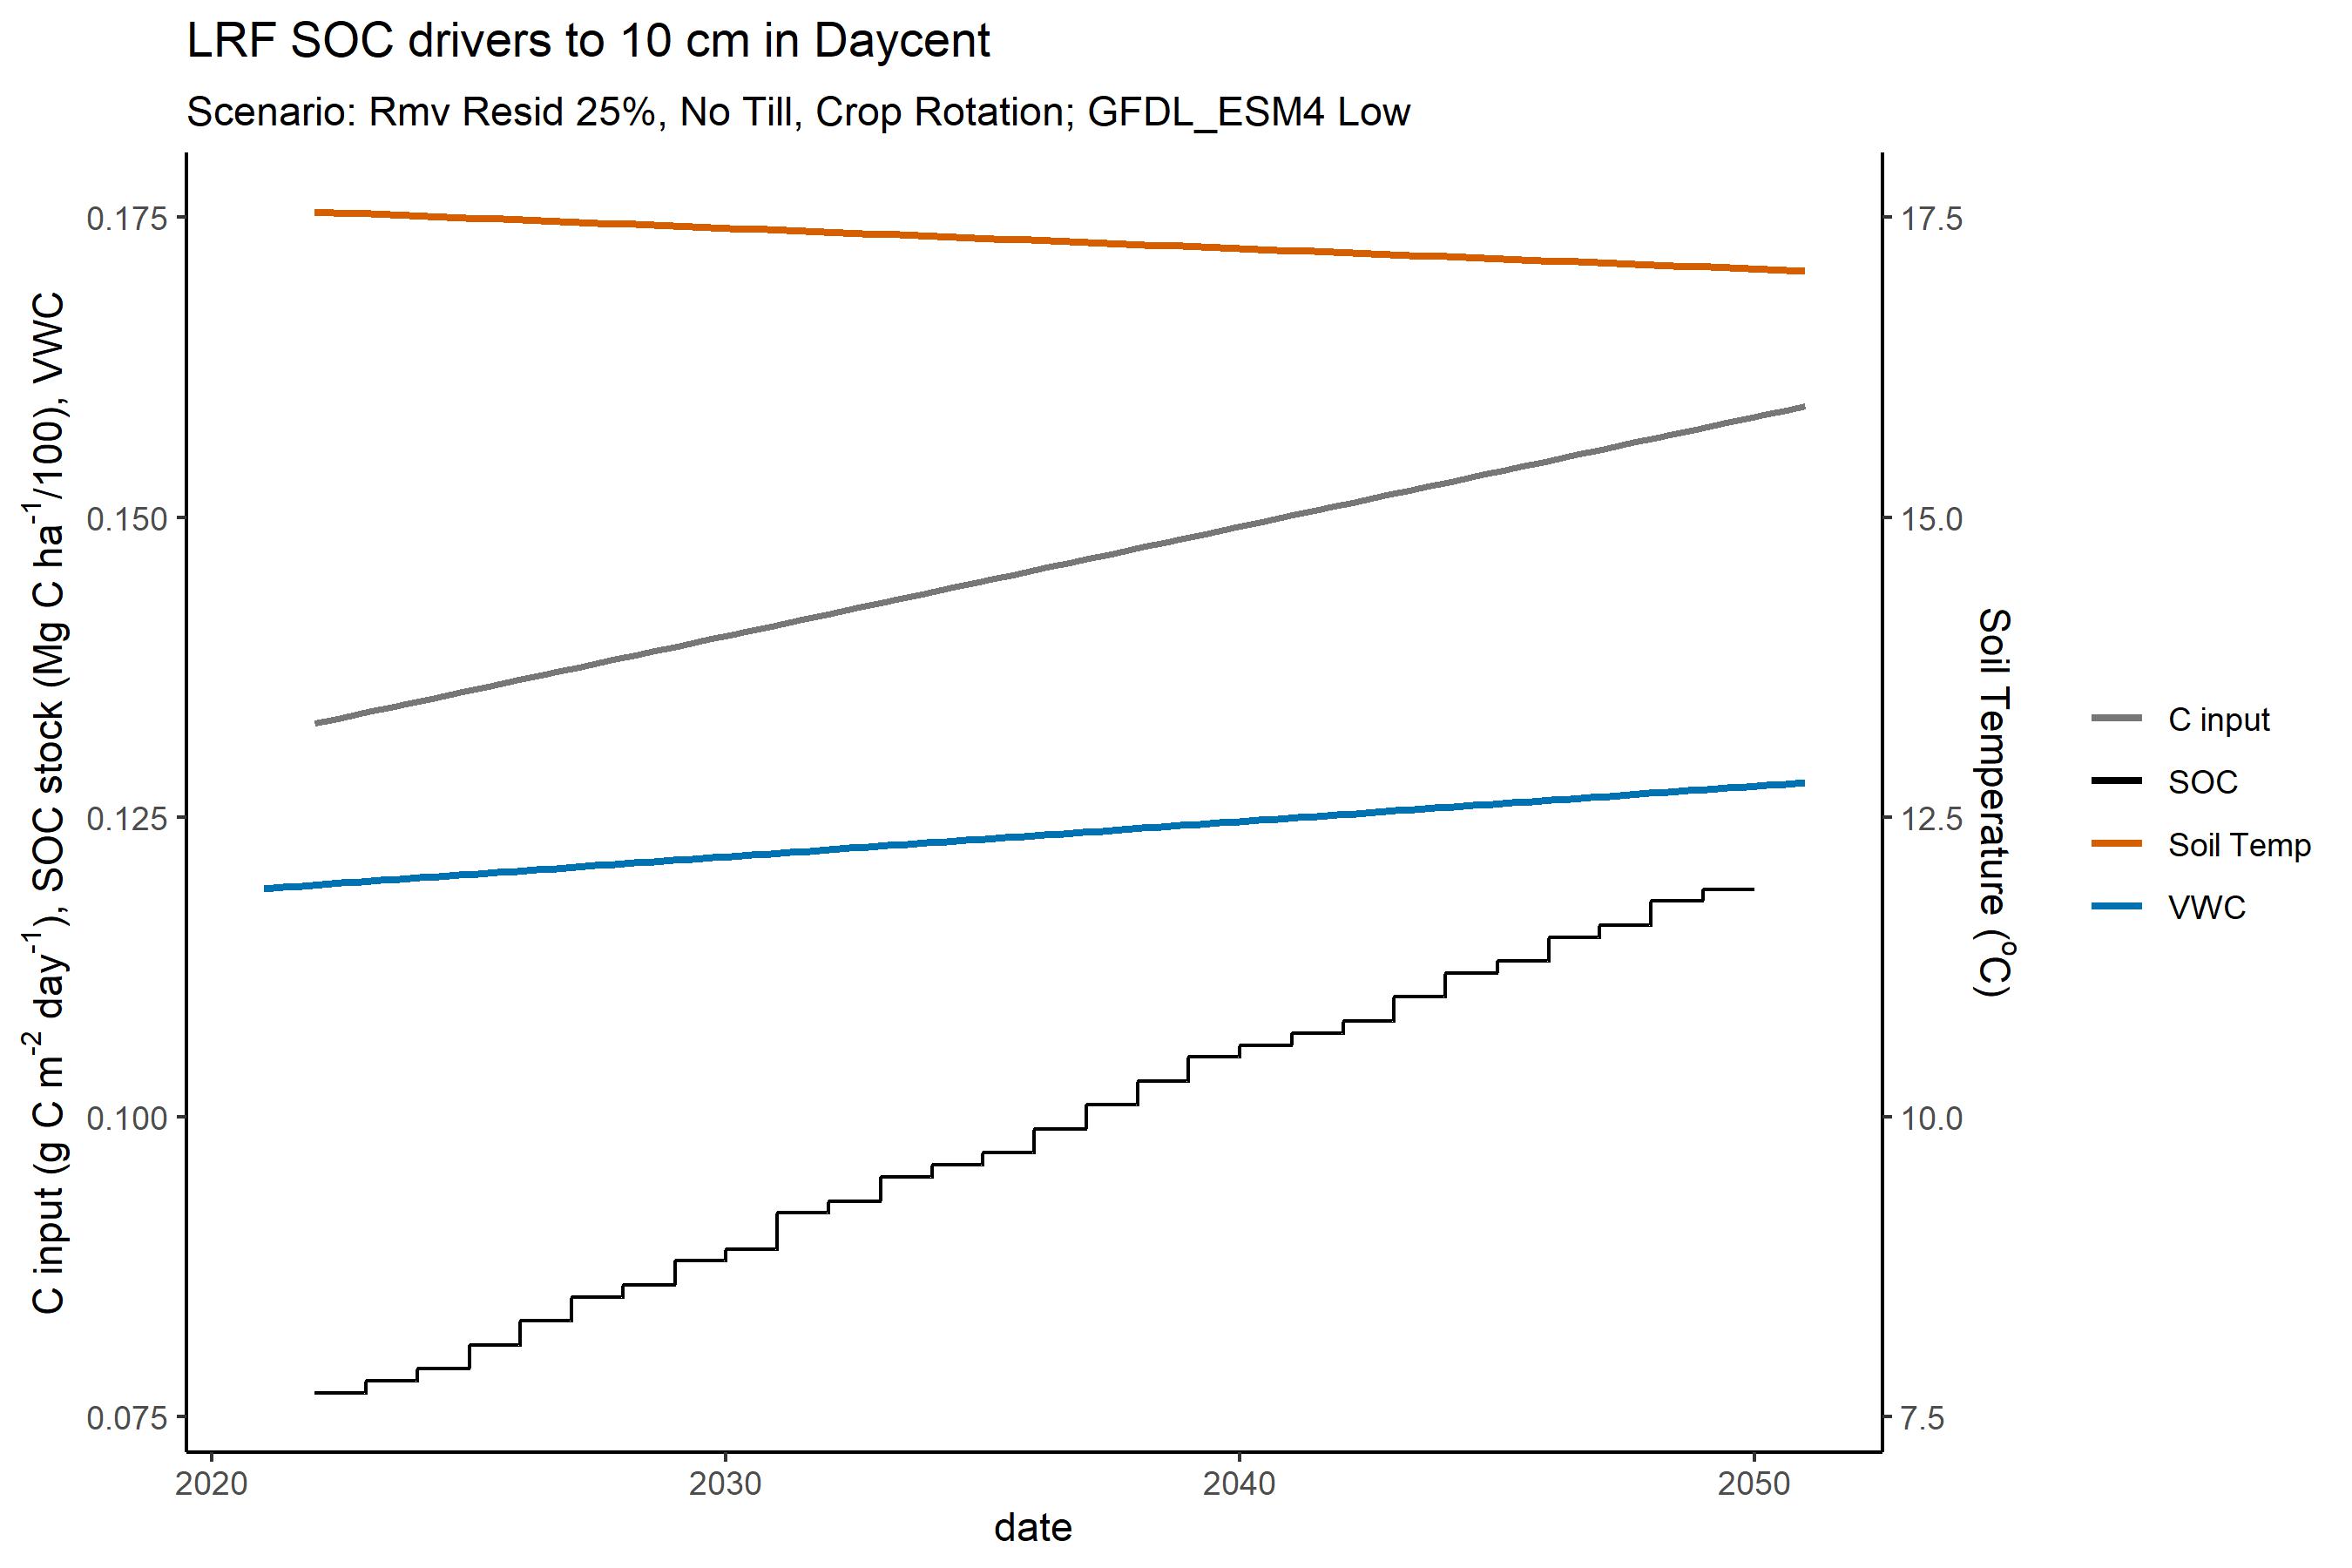 LRF SOC drivers to 10 cm in Daycent
Scenario: Rmv Resid 25%, No Till, Crop Rotation; GFDL_ESM4 Low
C input (g C m⁻² day⁻¹), SOC stock (Mg C ha⁻¹/100), VWC
0.175
0.150
0.125
0.100
0.075
17.5
15.0
12.5
10.0
7.5
Soil Temperature (ºC)
C input
SOC
Soil Temp
VWC
2020
2030
2040
2050
date